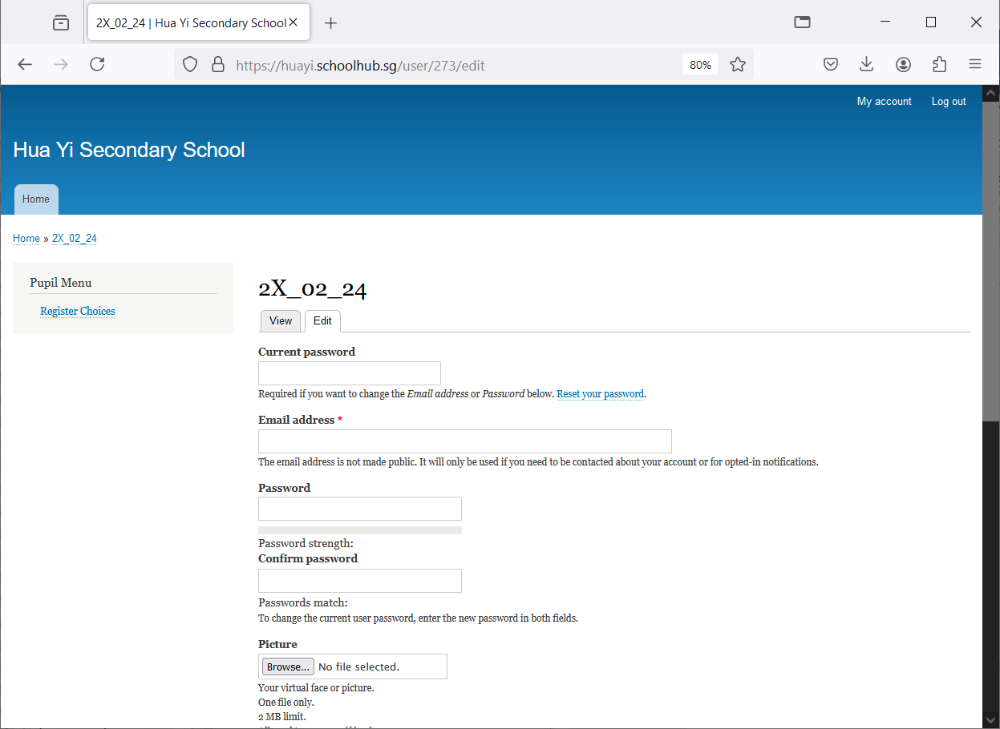 2X_02_24 | Hua Yi Secondary School
https://huayi.schoolhub.sg/user/273/edit
80%
My account Log out
Hua Yi Secondary School
Home
Home » 2X_02_24
Pupil Menu
Register Choices
2X_02_24
View Edit
Current password
Required if you want to change the Email address or Password below. Reset your password.
Email address *
The email address is not made public. It will only be used if you need to be contacted about your account or for opted-in notifications.
Password
Password strength:
Confirm password
Passwords match:
To change the current user password, enter the new password in both fields.
Picture
Browse... No file selected.
Your virtual face or picture.
One file only.
2 MB limit.